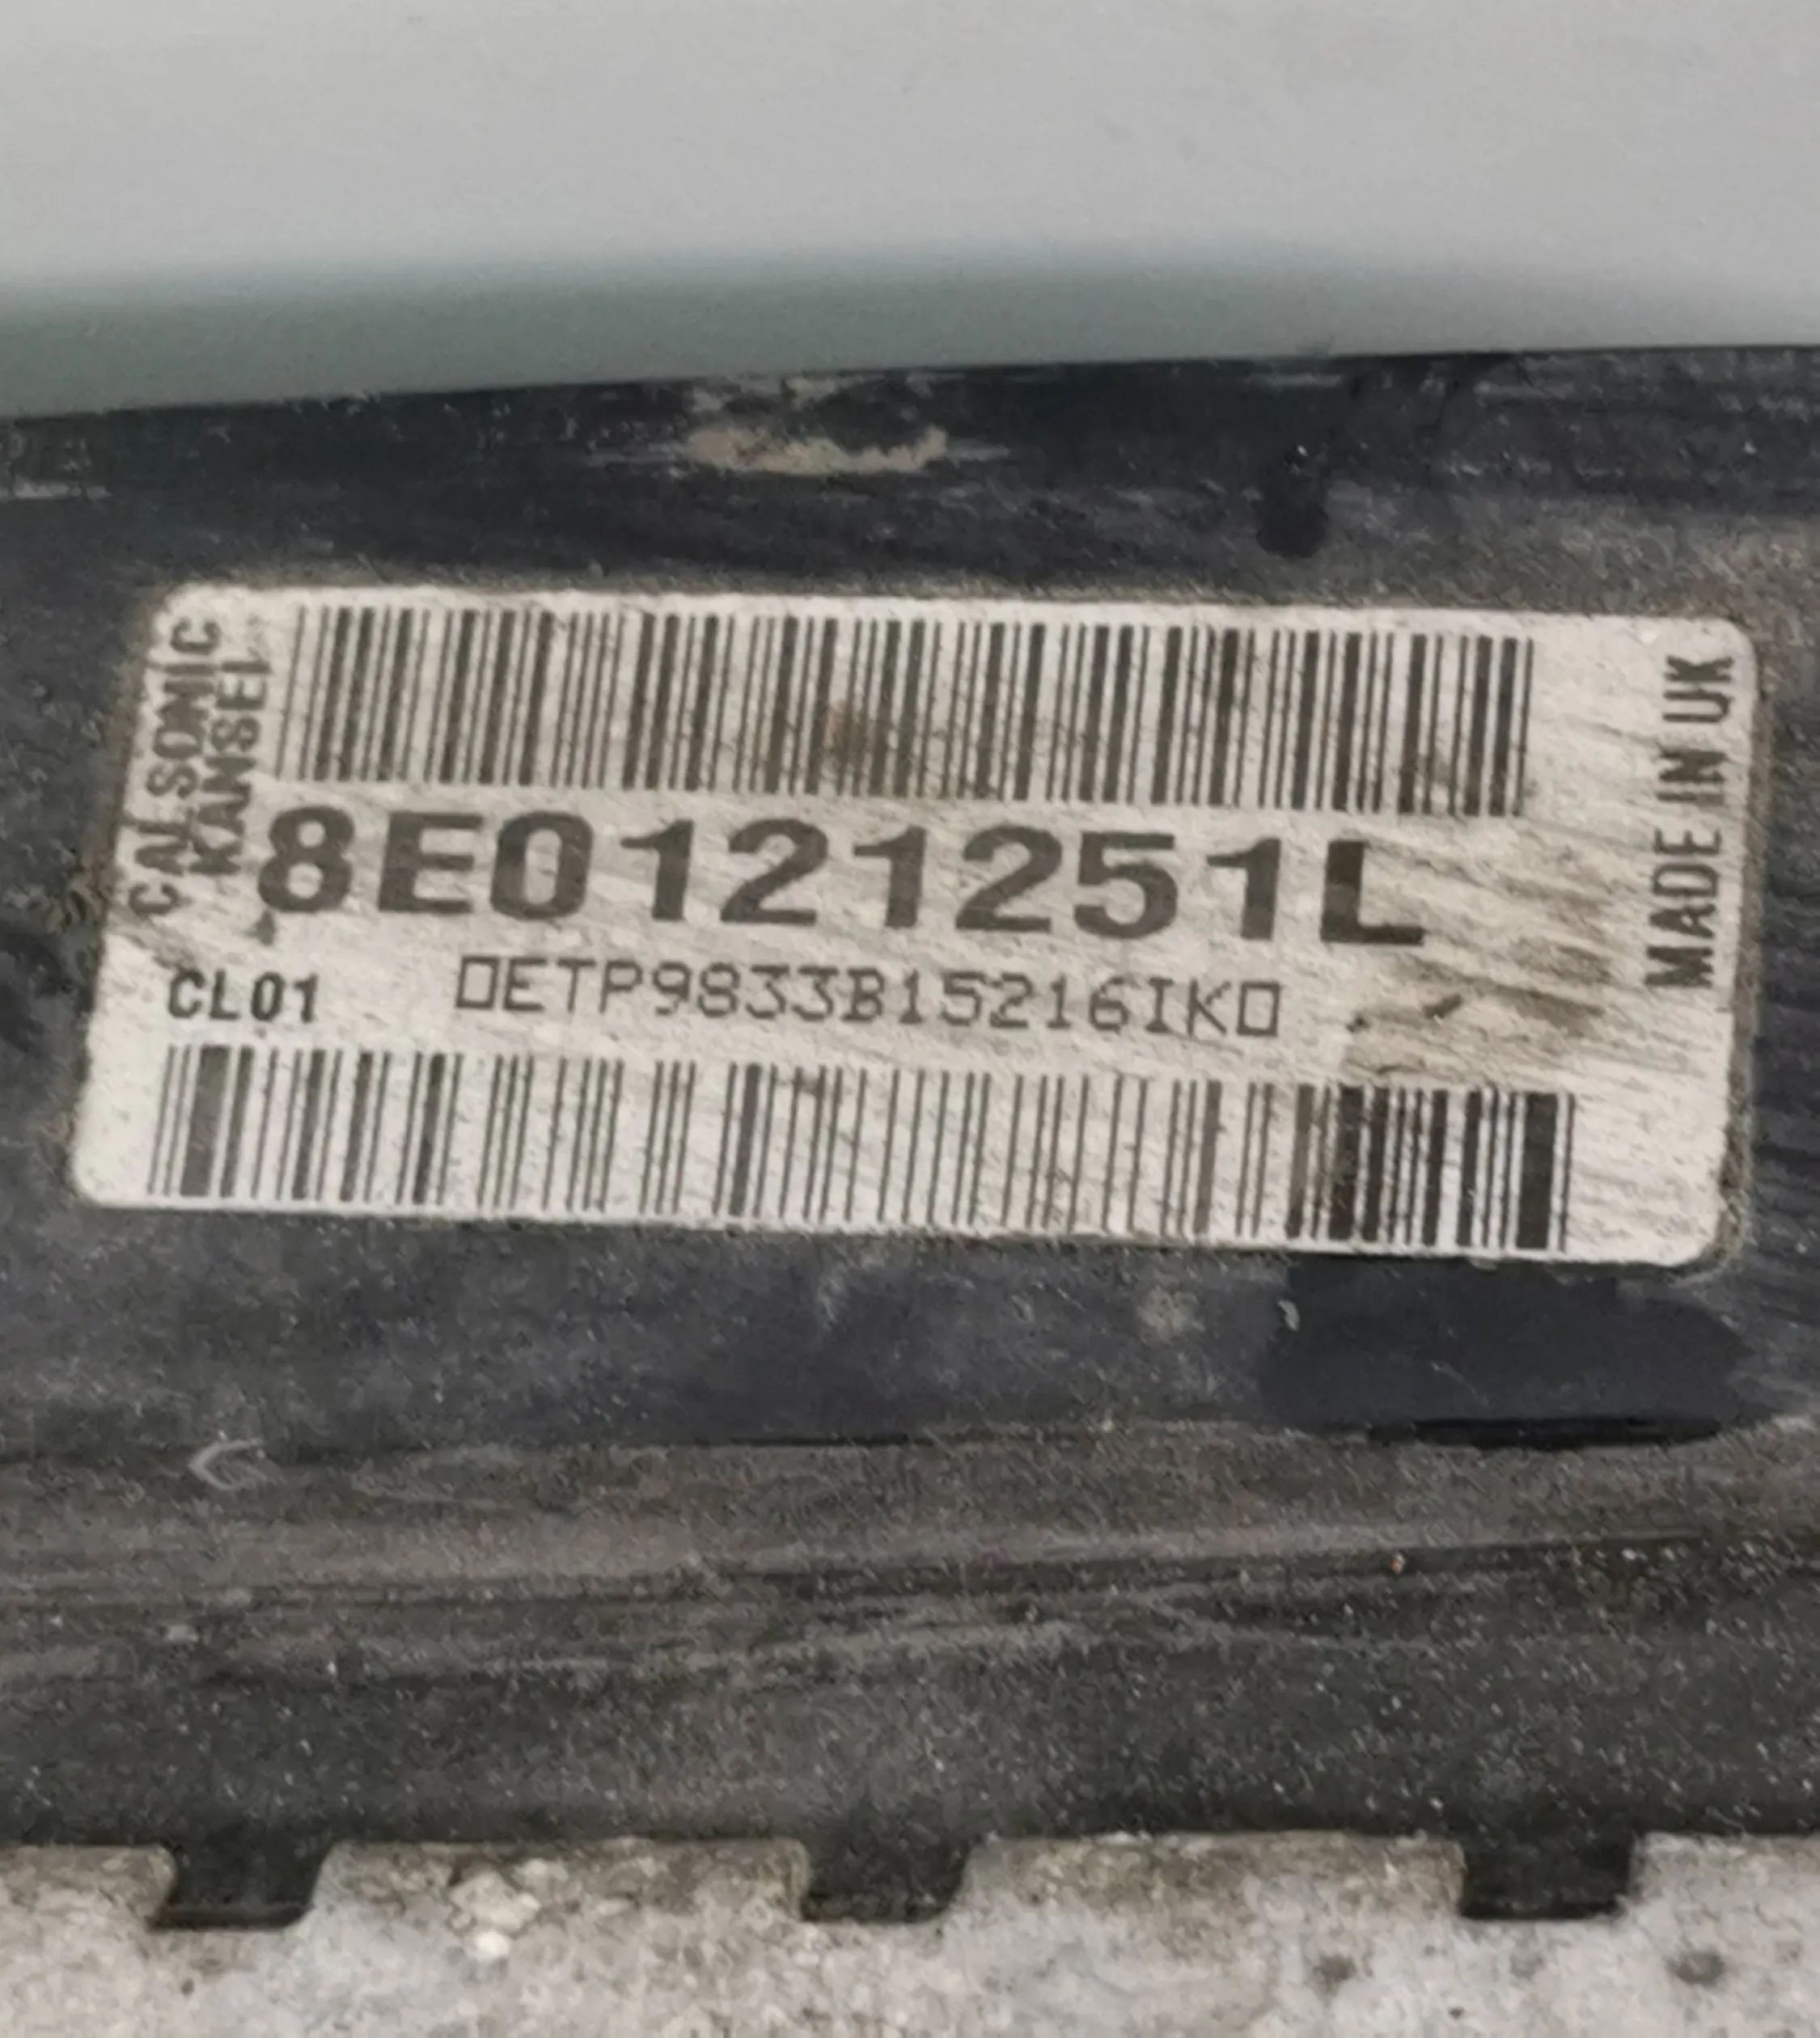 CALSONIC
KANSEI
8E0121251L
CL01 ▯ETP9833B15216IK▯
MADE IN UK